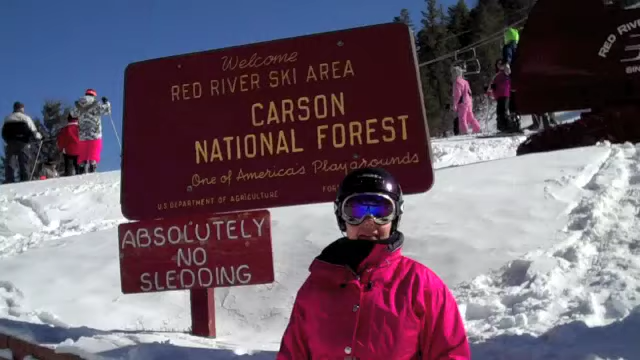 Welcome
RED RIVER SKI AREA
CARSON
NATIONAL FOREST
One of America's Playgrounds
U.S. DEPARTMENT OF AGRICULTURE
ABSOLUTELY
NO
SLEDDING
RED RIVER